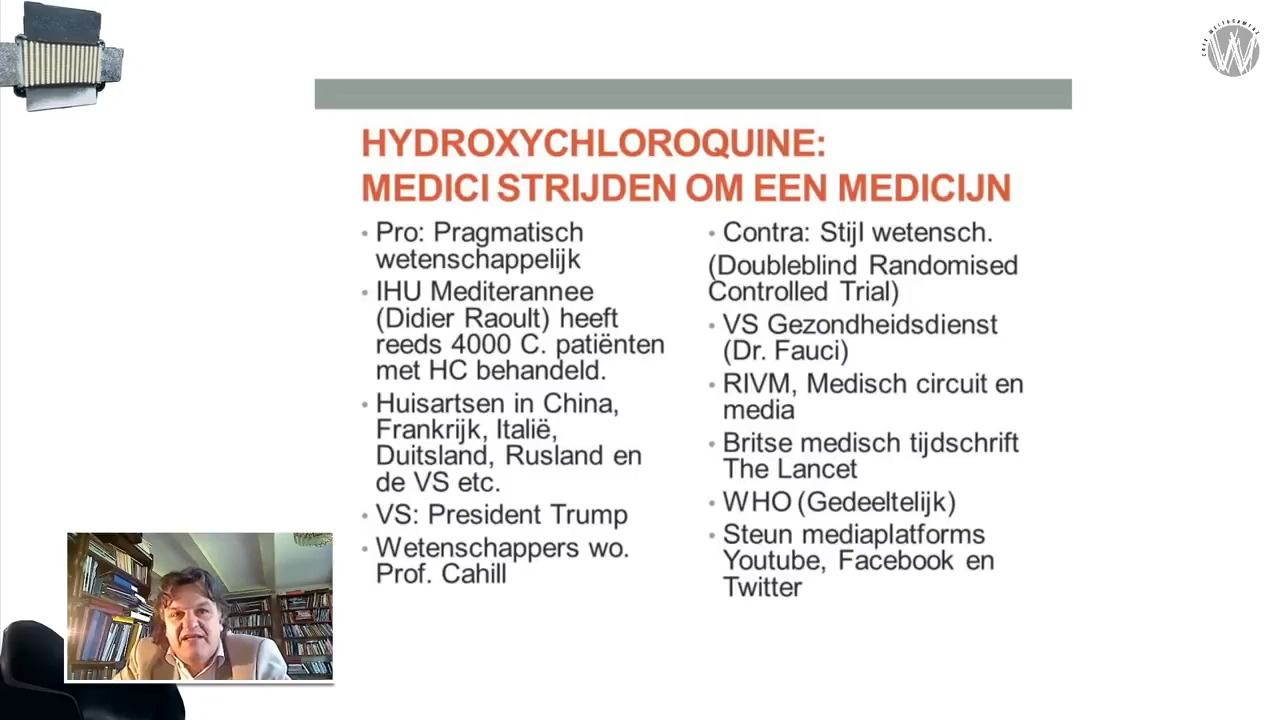 CAFE WELTSCHMERZ
W
HYDROXYCHLOROQUINE:
MEDICI STRIJDEN OM EEN MEDICIJN
• Pro: Pragmatisch
wetenschappelijk
• IHU Mediterannee
(Didier Raoult) heeft
reeds 4000 C. patiënten
met HC behandeld.
• Huisartsen in China,
Frankrijk, Italië,
Duitsland, Rusland en
de VS etc.
• VS: President Trump
• Wetenschappers wo.
Prof. Cahill
• Contra: Stijl wetensch.
(Doubleblind Randomised
Controlled Trial)
• VS Gezondheidsdienst
(Dr. Fauci)
• RIVM, Medisch circuit en
media
• Britse medisch tijdschrift
The Lancet
• WHO (Gedeeltelijk)
• Steun mediaplatforms
Youtube, Facebook en
Twitter